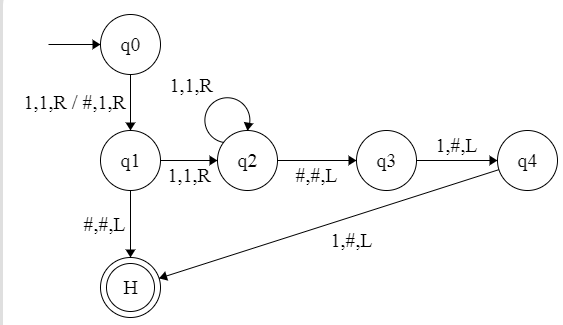 q0
1,1,R
1,1,R / #,1,R
q1
q2
q3
1,#,L
q4
1,1,R
#,#,L
#,#,L
1,#,L
H